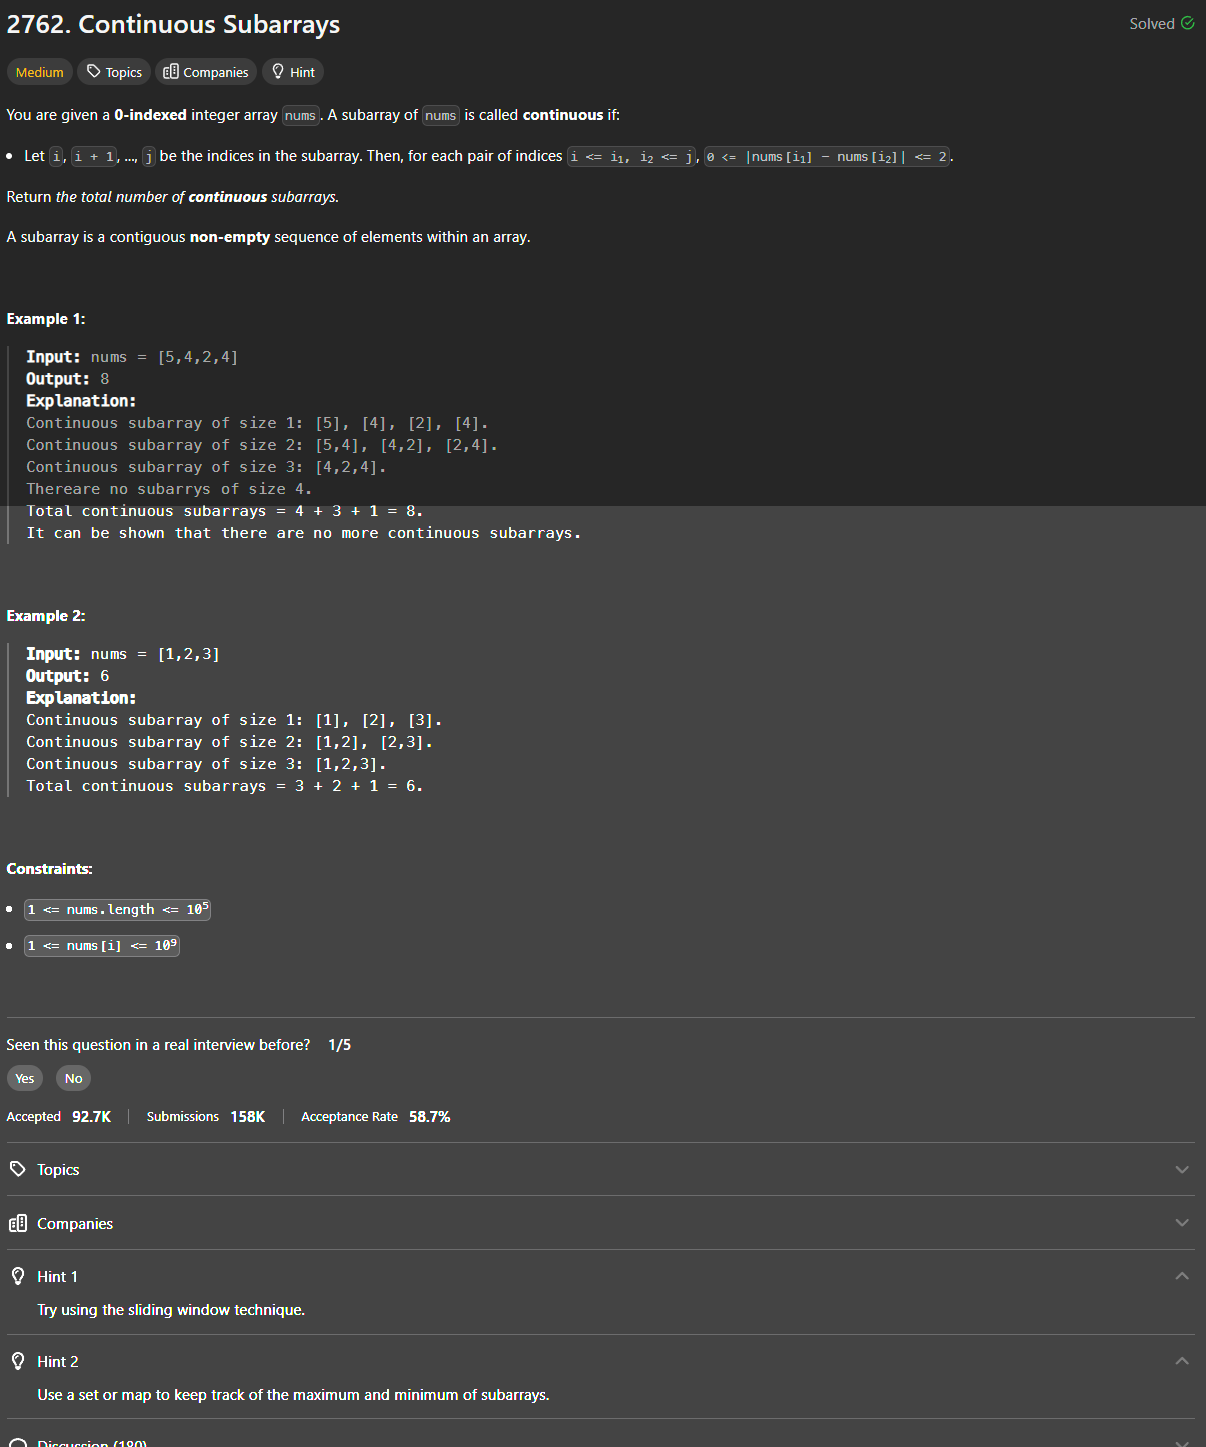 2762. Continuous Subarrays
Solved
Medium Topics Companies Hint
You are given a 0-indexed integer array nums. A subarray of nums is called continuous if:
• Let i, i + 1, ..., j be the indices in the subarray. Then, for each pair of indices i <= i₁, i₂ <= j, 0 <= |nums[i₁] - nums[i₂]| <= 2.
Return the total number of continuous subarrays.
A subarray is a contiguous non-empty sequence of elements within an array.
Example 1:
Input: nums = [5,4,2,4]
Output: 8
Explanation:
Continuous subarray of size 1: [5], [4], [2], [4].
Continuous subarray of size 2: [5,4], [4,2], [2,4].
Continuous subarray of size 3: [4,2,4].
Thereare no subarrys of size 4.
Total continuous subarrays = 4 + 3 + 1 = 8.
It can be shown that there are no more continuous subarrays.
Example 2:
Input: nums = [1,2,3]
Output: 6
Explanation:
Continuous subarray of size 1: [1], [2], [3].
Continuous subarray of size 2: [1,2], [2,3].
Continuous subarray of size 3: [1,2,3].
Total continuous subarrays = 3 + 2 + 1 = 6.
Constraints:
• 1 <= nums.length <= 10⁵
• 1 <= nums[i] <= 10⁹
Seen this question in a real interview before? 1/5
Yes No
Accepted 92.7K | Submissions 158K | Acceptance Rate 58.7%
Topics
Companies
Hint 1
Try using the sliding window technique.
Hint 2
Use a set or map to keep track of the maximum and minimum of subarrays.
Discussion (180)